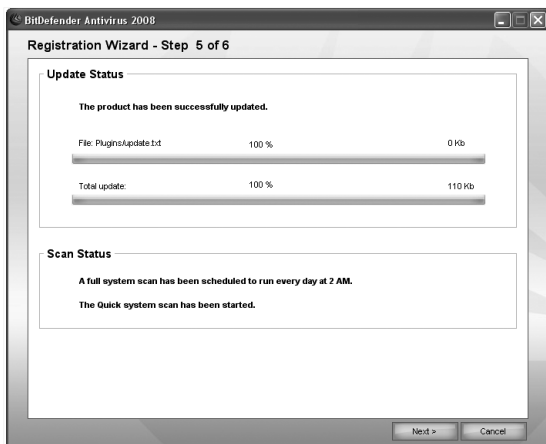 BitDefender Antivirus 2008
Registration Wizard - Step 5 of 6
Update Status
The product has been successfully updated.
File: Plugins/update.txt 100 % 0 Kb
Total update: 100 % 110 Kb
Scan Status
A full system scan has been scheduled to run every day at 2 AM.
The Quick system scan has been started.
Next > Cancel